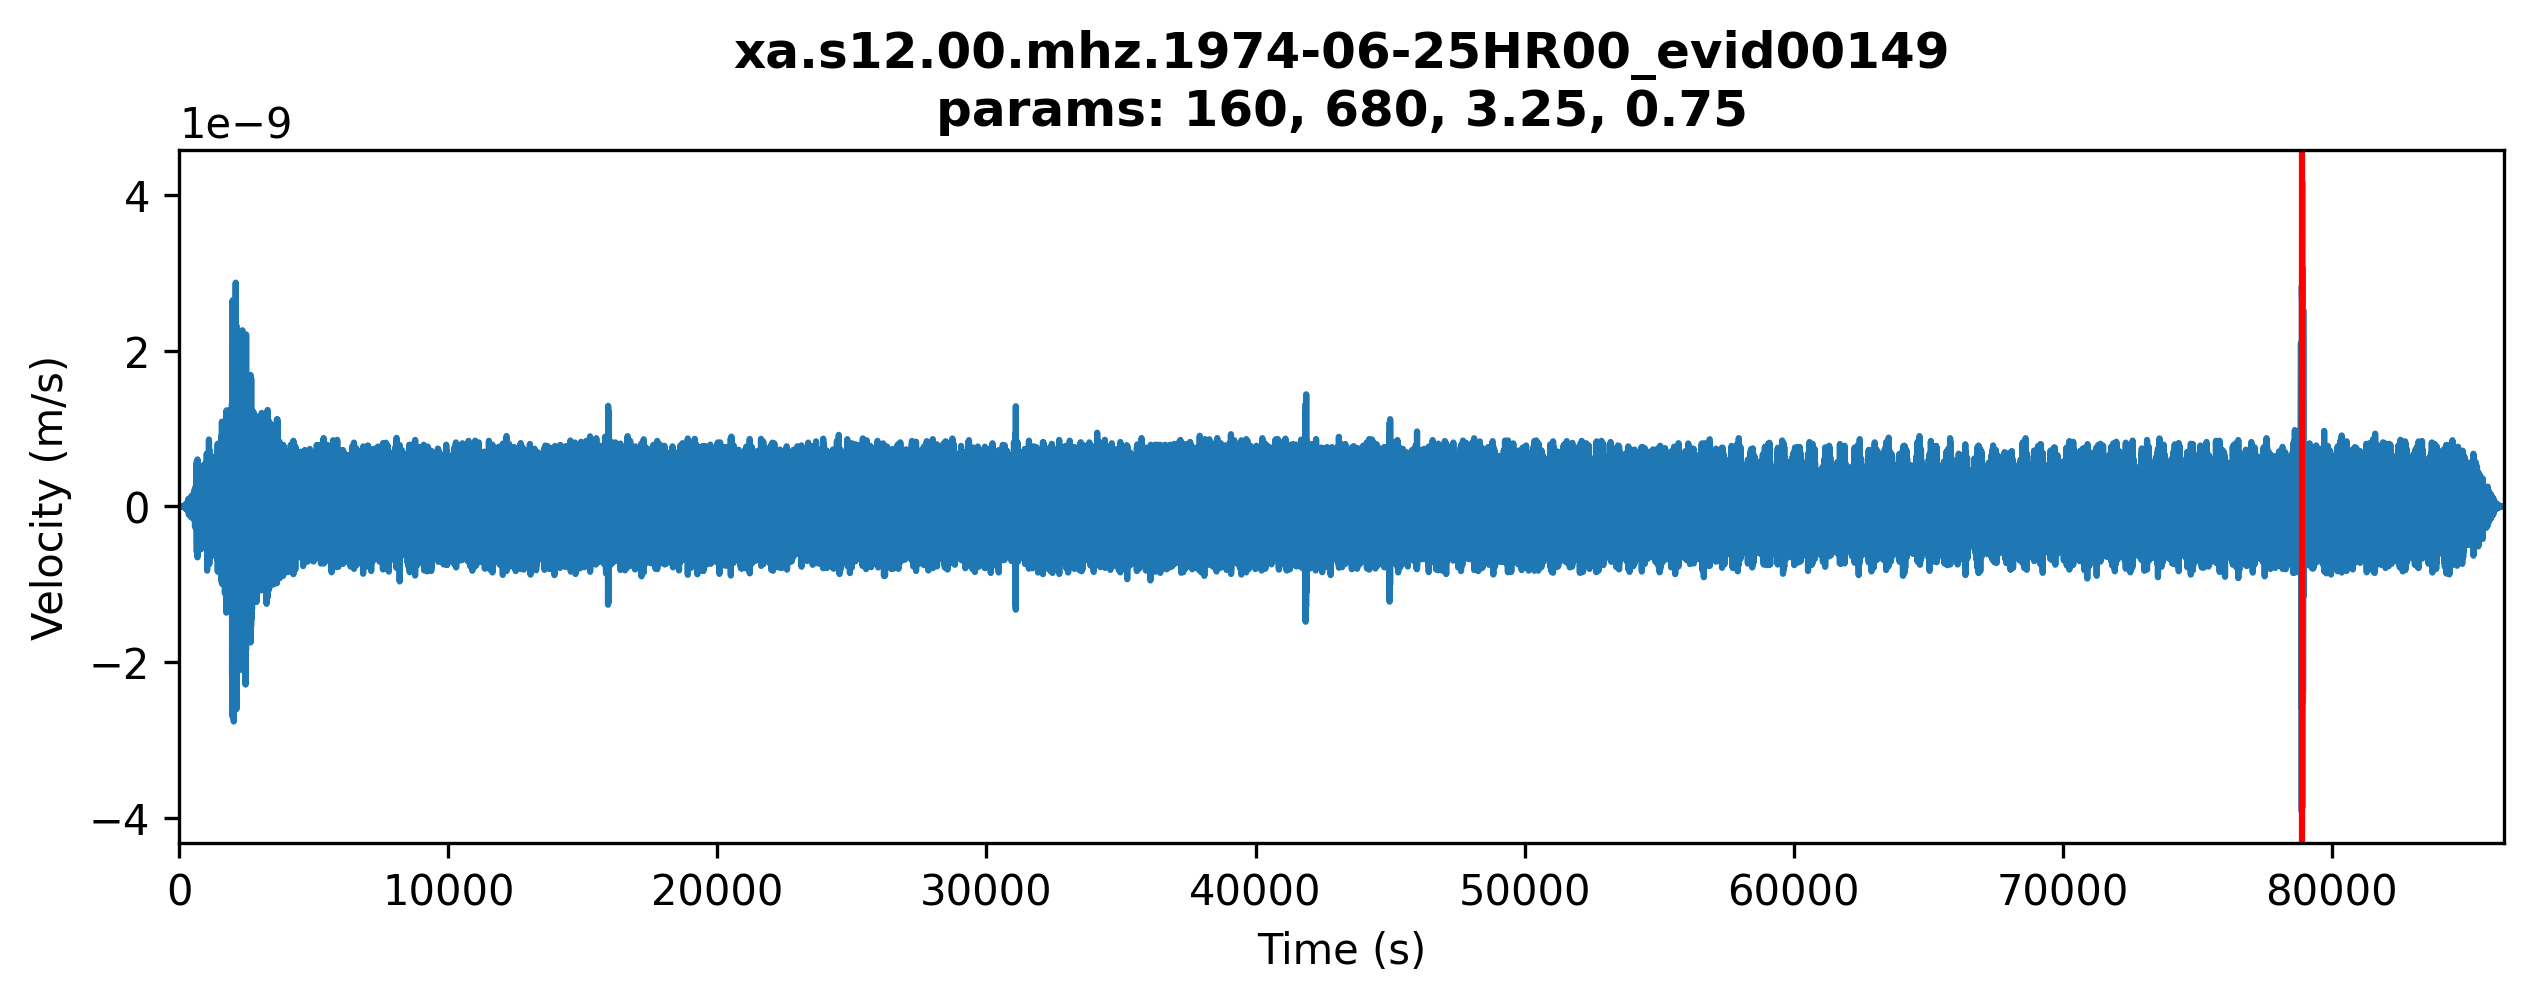 xa.s12.00.mhz.1974-06-25HR00_evid00149
params: 160, 680, 3.25, 0.75
1e−9
4
2
0
−2
−4
Velocity (m/s)
0 10000 20000 30000 40000 50000 60000 70000 80000
Time (s)